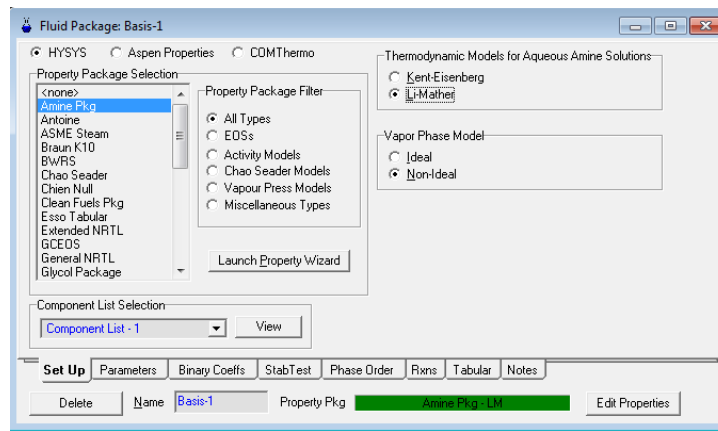 Fluid Package: Basis-1
HYSYS Aspen Properties COMThermo
Property Package Selection
<none>
Amine Pkg
Antoine
ASME Steam
Braun K10
BWRS
Chao Seader
Chien Null
Clean Fuels Pkg
Esso Tabular
Extended NRTL
GCEOS
General NRTL
Glycol Package
Property Package Filter
All Types
EOSs
Activity Models
Chao Seader Models
Vapour Press Models
Miscellaneous Types
Launch Property Wizard
Component List Selection
Component List - 1 View
Thermodynamic Models for Aqueous Amine Solutions
Kent-Eisenberg
Li-Mather
Vapor Phase Model
Ideal
Non-Ideal
Set Up Parameters Binary Coeffs StabTest Phase Order Rxns Tabular Notes
Delete Name Basis-1 Property Pkg Amine Pkg - LM Edit Properties